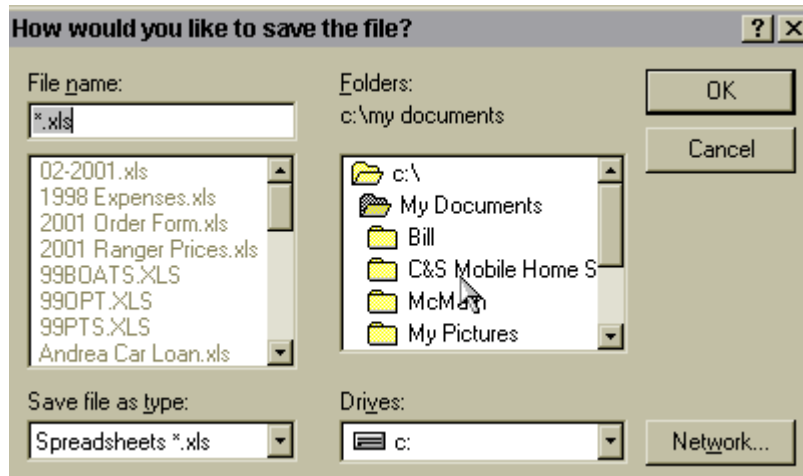 How would you like to save the file?
File name:
*.xls
02-2001.xls
1998 Expenses.xls
2001 Order Form.xls
2001 Ranger Prices.xls
99BOATS.XLS
99OPT.XLS
99PTS.XLS
Andrea Car Loan.xls
Save file as type:
Spreadsheets *.xls
Folders:
c:\my documents
c:\
My Documents
Bill
C&S Mobile Home S
My Pictures
Drives:
c:
OK
Cancel
Network...